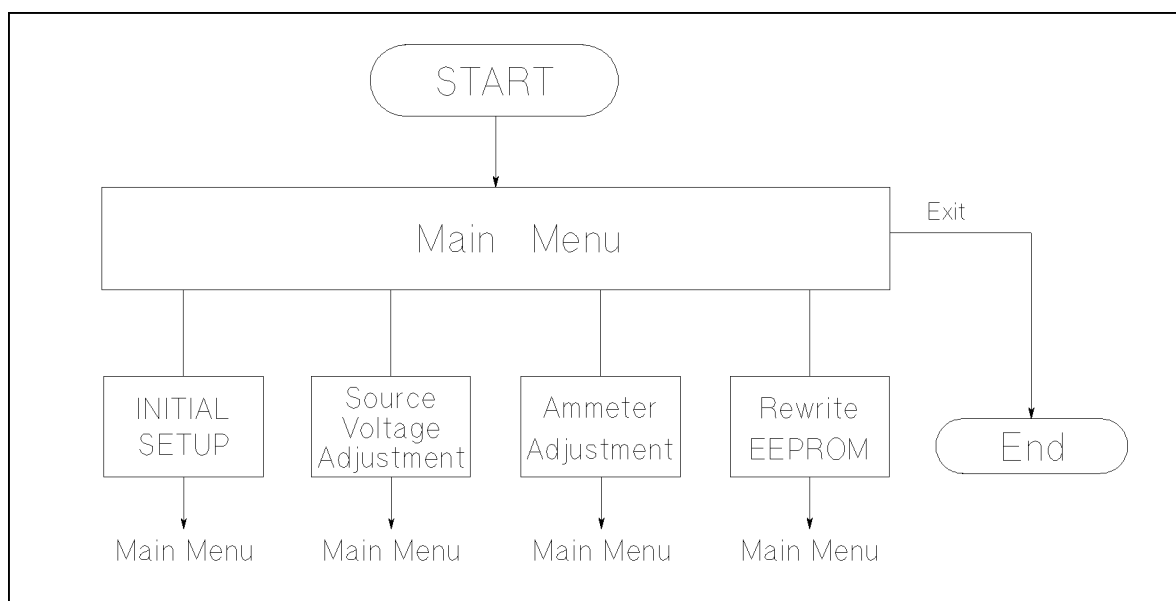 START
Main Menu
Exit
INITIAL
SETUP
Source
Voltage
Adjustment
Ammeter
Adjustment
Rewrite
EEPROM
End
Main Menu
Main Menu
Main Menu
Main Menu